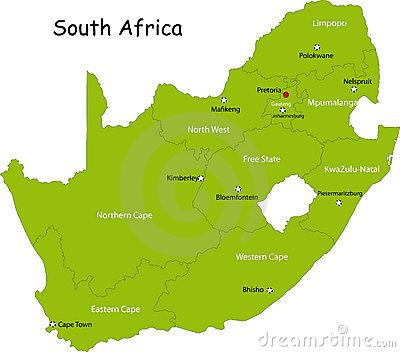 South Africa
Limpopo
Polokwane
Pretoria
Gauteng
Johannesburg
Nelspruit
Mpumalanga
Mafikeng
North West
Free State
Kimberley
Bloemfontein
KwaZulu-Natal
Pietermaritzburg
Northern Cape
Western Cape
Bhisho
Eastern Cape
Cape Town
dreamstime.com